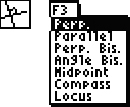 F3
Perp.
Parallel
Perp. Bis.
Angle Bis.
Midpoint
Compass
Locus